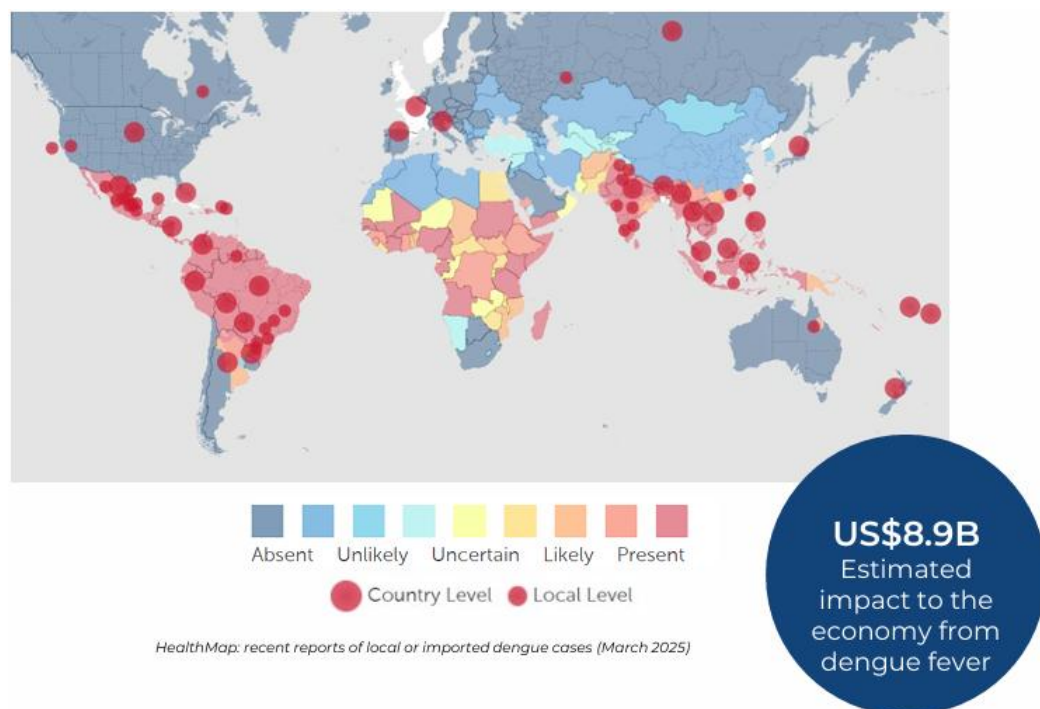 Absent Unlikely Uncertain Likely Present
Country Level Local Level
HealthMap: recent reports of local or imported dengue cases (March 2025)
US$8.9B
Estimated
impact to the
economy from
dengue fever